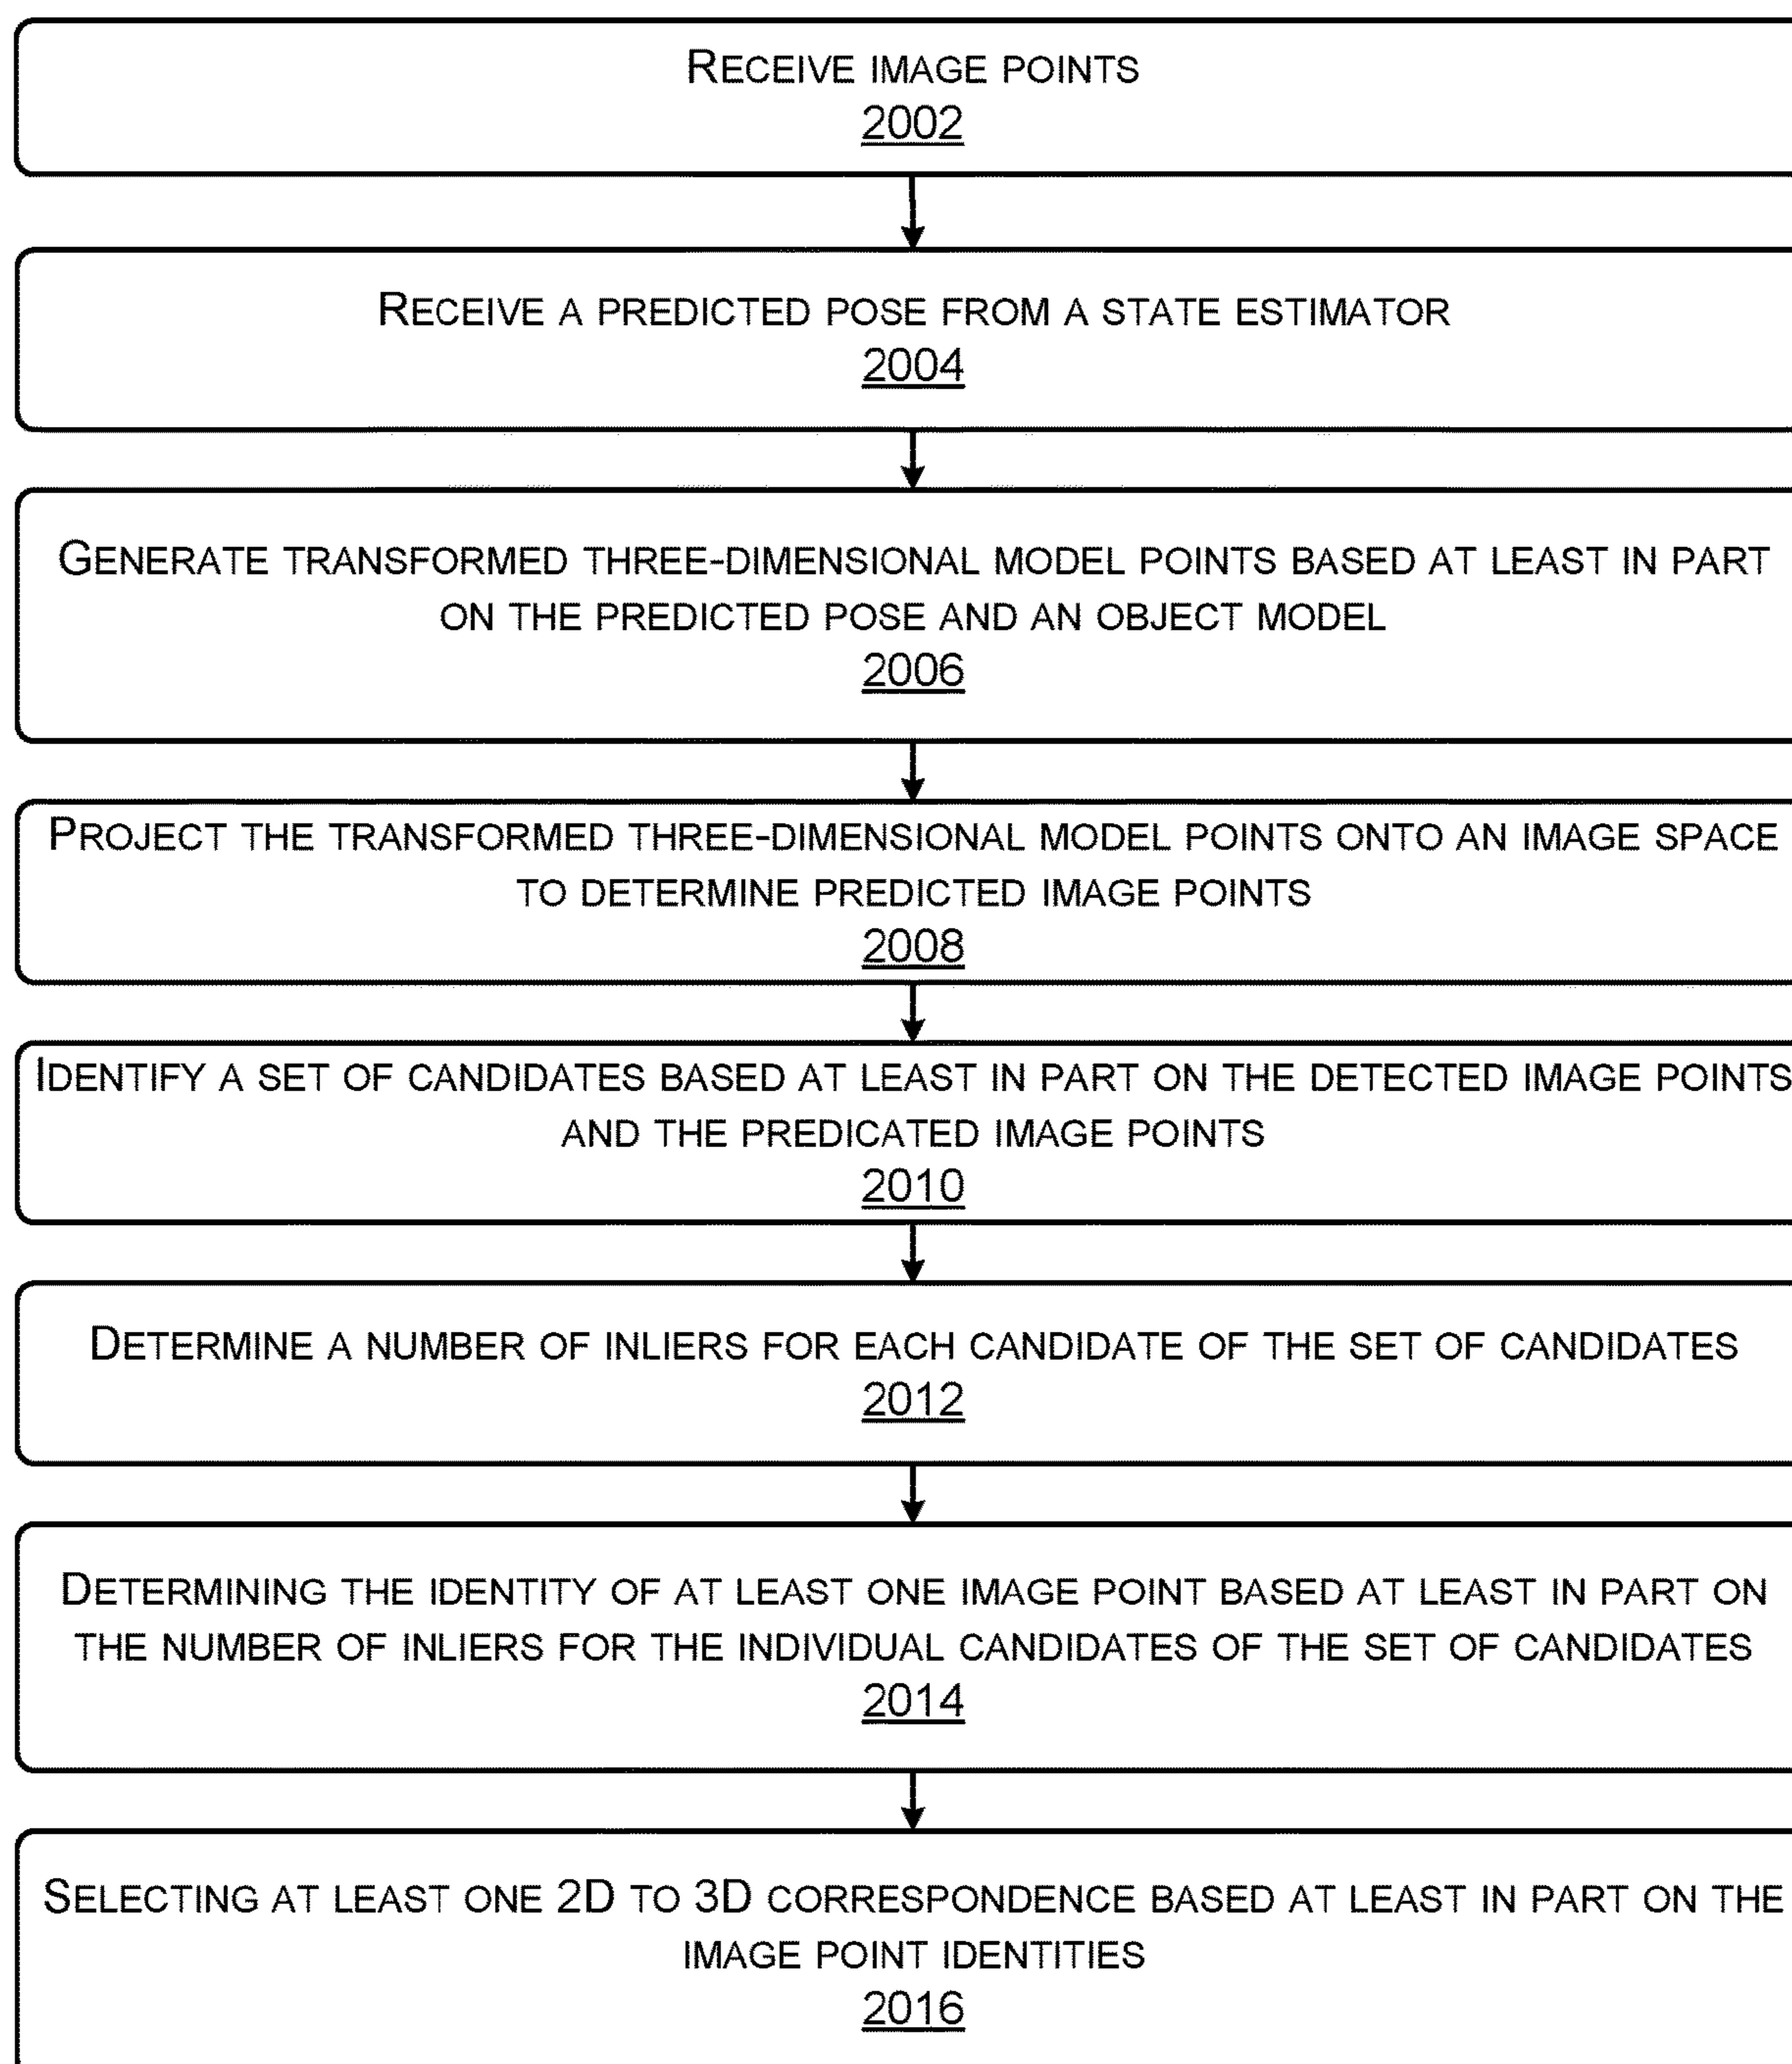 RECEIVE IMAGE POINTS
2002
RECEIVE A PREDICTED POSE FROM A STATE ESTIMATOR
2004
GENERATE TRANSFORMED THREE-DIMENSIONAL MODEL POINTS BASED AT LEAST IN PART
ON THE PREDICTED POSE AND AN OBJECT MODEL
2006
PROJECT THE TRANSFORMED THREE-DIMENSIONAL MODEL POINTS ONTO AN IMAGE SPACE
TO DETERMINE PREDICTED IMAGE POINTS
2008
IDENTIFY A SET OF CANDIDATES BASED AT LEAST IN PART ON THE DETECTED IMAGE POINTS
AND THE PREDICATED IMAGE POINTS
2010
DETERMINE A NUMBER OF INLIERS FOR EACH CANDIDATE OF THE SET OF CANDIDATES
2012
DETERMINING THE IDENTITY OF AT LEAST ONE IMAGE POINT BASED AT LEAST IN PART ON
THE NUMBER OF INLIERS FOR THE INDIVIDUAL CANDIDATES OF THE SET OF CANDIDATES
2014
SELECTING AT LEAST ONE 2D TO 3D CORRESPONDENCE BASED AT LEAST IN PART ON THE
IMAGE POINT IDENTITIES
2016